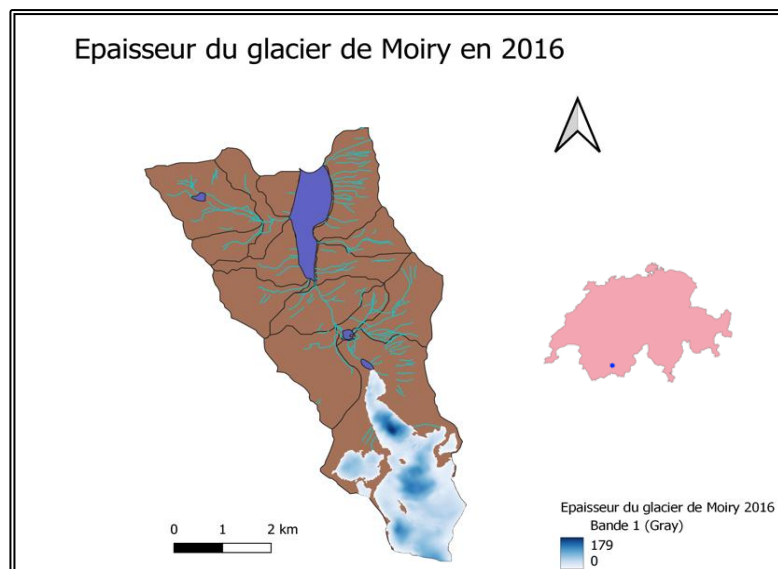 Epaisseur du glacier de Moiry en 2016
0 1 2 km
Epaisseur du glacier de Moiry 2016
Bande 1 (Gray)
179
0